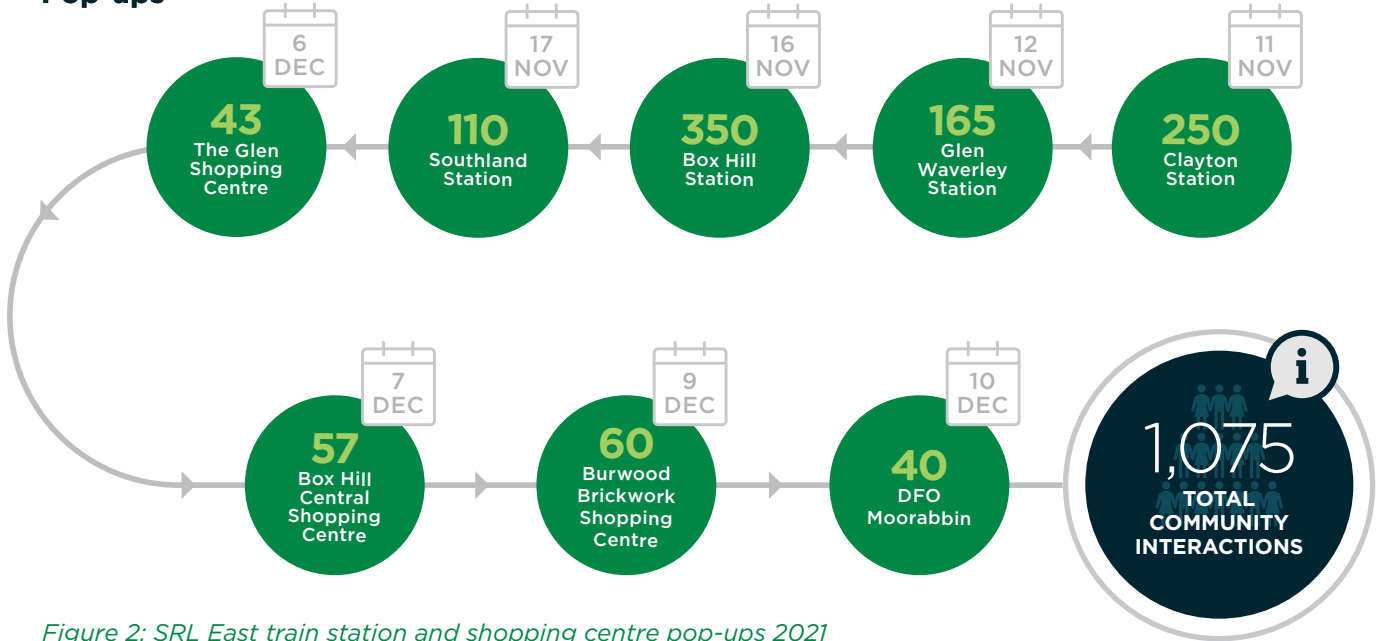 Pop-ups
11
NOV
250
Clayton
Station
12
NOV
165
Glen
Waverley
Station
16
NOV
350
Box Hill
Station
17
NOV
110
Southland
Station
6
DEC
43
The Glen
Shopping
Centre
7
DEC
57
Box Hill
Central
Shopping
Centre
9
DEC
60
Burwood
Brickwork
Shopping
Centre
10
DEC
40
DFO
Moorabbin
i
1,075
TOTAL
COMMUNITY
INTERACTIONS
Figure 2: SRL East train station and shopping centre pop-ups 2021